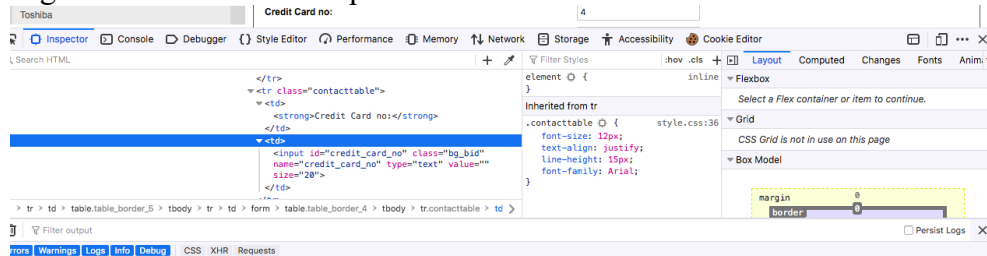 Toshiba Credit Card no: 4
Inspector Console Debugger {} Style Editor Performance Memory Network Storage Accessibility Cookie Editor
Search HTML + Filter Styles :hov .cls + Layout Computed Changes Fonts
</tr> element { inline Flexbox
<tr class="contacttable"> } Select a Flex container or item to continue.
<td> Inherited from tr Grid
<strong>Credit Card no:</strong> .contacttable { style.css:36 CSS Grid is not in use on this page
</td> font-size: 12px; Box Model
<td> text-align: justify;
<input id="credit_card_no" class="bg_bid" line-height: 15px;
name="credit_card_no" type="text" value="" font-family: Arial;
size="20"> } margin 0
</td> border 0
> tr > td > table.table_border_5 > tbody > tr > td > form > table.table_border_4 > tbody > tr.contacttable > td >
Filter output Persist Logs
Warnings Logs Info Debug CSS XHR Requests